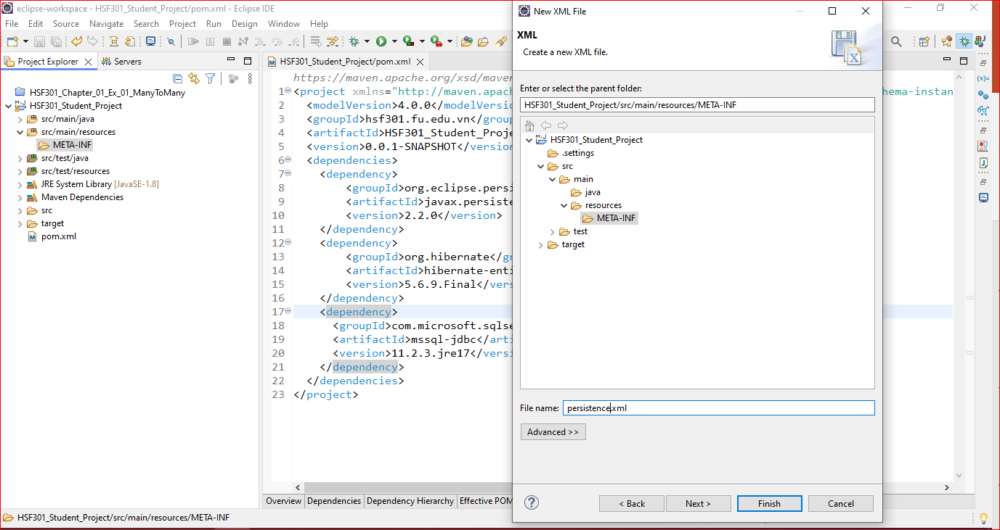 eclipse-workspace - HSF301_Student_Project/pom.xml - Eclipse IDE
File Edit Source Navigate Search Project Run Design Window Help
Project Explorer
Servers
HSF301_Chapter_01_Ex_01_ManyToMany
HSF301_Student_Project
src/main/java
src/main/resources
META-INF
src/test/java
src/test/resources
JRE System Library [JavaSE-1.8]
Maven Dependencies
src
target
pom.xml
HSF301_Student_Project/pom.xml
https://maven.apache.org/xsd/maven
1 <project xmlns="http://maven.apac
hema-instan
2 <modelVersion>4.0.0</modelVersion
3 <groupId>hsf301.fu.edu.vn</group
4 <artifactId>HSF301_Student_Proje
5 <version>0.0.1-SNAPSHOT</version
6 <dependencies>
7 <dependency>
8 <groupId>org.eclipse.persi
9 <artifactId>javax.persiste
10 <version>2.2.0</version>
11 </dependency>
12 <dependency>
13 <groupId>org.hibernate</gr
14 <artifactId>hibernate-enti
15 <version>5.6.9.Final</vers
16 </dependency>
17 <dependency>
18 <groupId>com.microsoft.sqlse
19 <artifactId>mssql-jdbc</arti
20 <version>11.2.3.jre17</versi
21 </dependency>
22 </dependencies>
23 </project>
Overview Dependencies Dependency Hierarchy Effective POM
HSF301_Student_Project/src/main/resources/META-INF
New XML File
XML
Create a new XML file.
Enter or select the parent folder:
HSF301_Student_Project/src/main/resources/META-INF
HSF301_Student_Project
.settings
src
main
java
resources
META-INF
test
target
File name: persistence.xml
Advanced >>
< Back Next > Finish Cancel